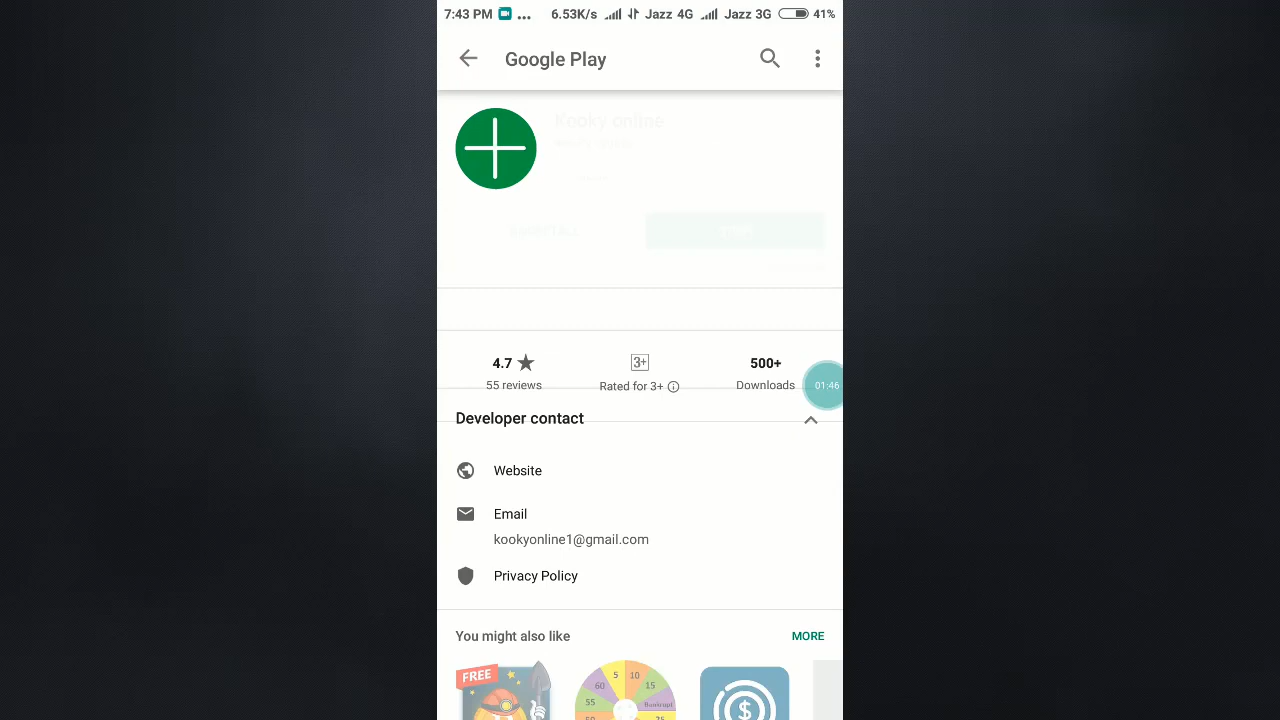 7:43 PM ... 6.53K/s Jazz 4G Jazz 3G 41%
Google Play
Kooky online
4.7 3+ 500+
55 reviews Rated for 3+ Downloads
01:46
Developer contact
Website
Email
kookyonline1@gmail.com
Privacy Policy
You might also like MORE
FREE
5 10
60 15
55 Bankrupt
$